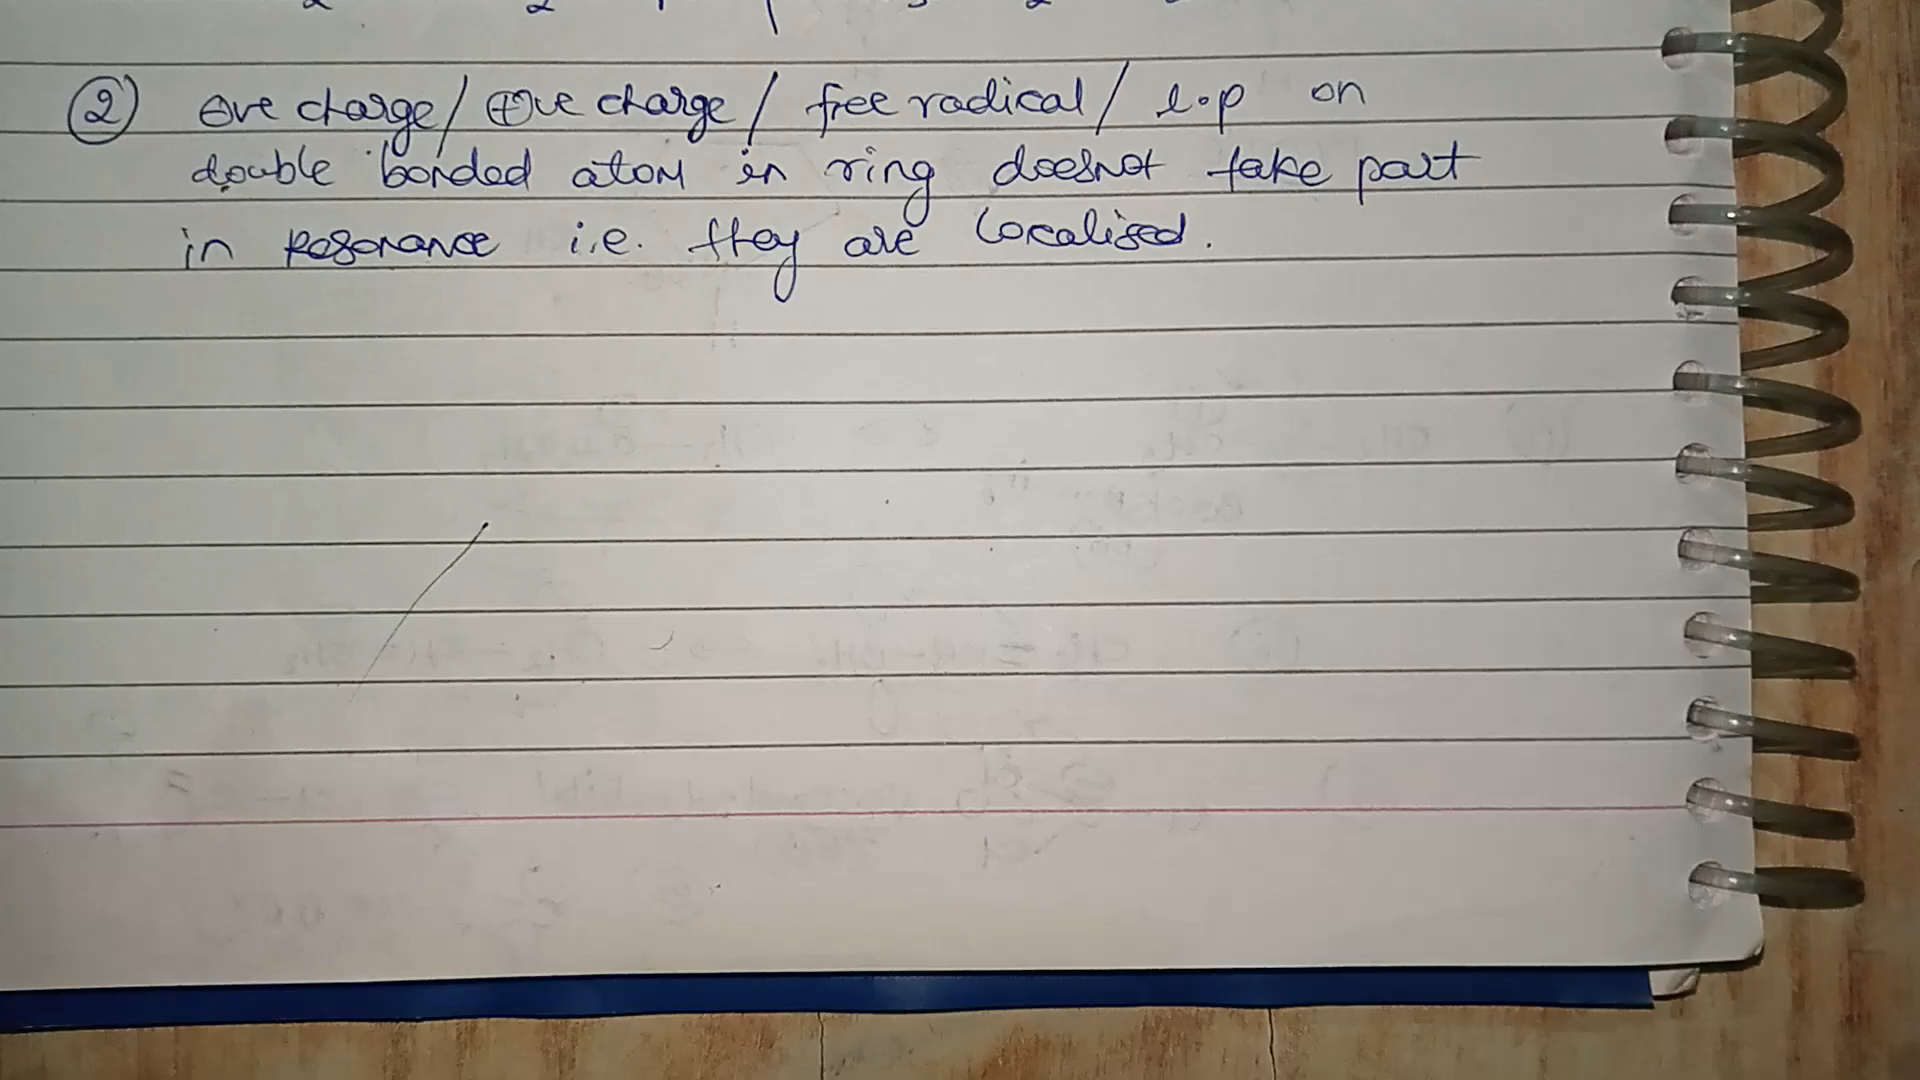 ② ⊖ve charge/ ⊕ve charge / free radical / l.p on
double bonded atom in ring doesnot take part
in resonance i.e. they are localised.